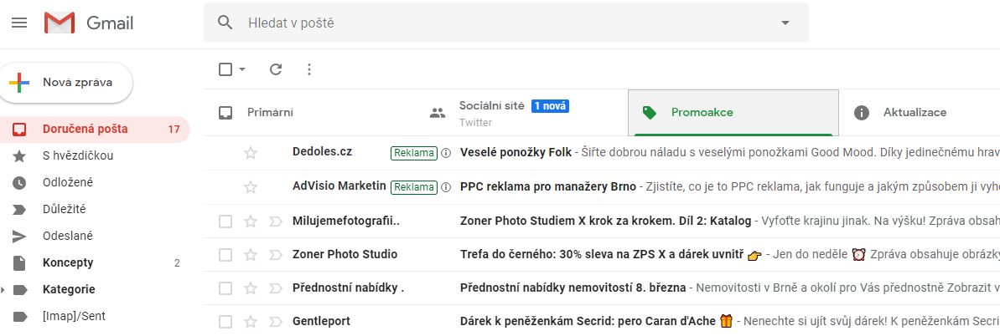 Gmail
Hledat v poště
Nová zpráva
Doručená pošta 17
S hvězdičkou
Odložené
Důležité
Odeslané
Koncepty 2
Kategorie
[Imap]/Sent
Primární
Sociální sítě 1 nová
Twitter
Promoakce
Aktualizace
Dedoles.cz Reklama Veselé ponožky Folk - Šiřte dobrou náladu s veselými ponožkami Good Mood. Díky jedinečnému hrav
AdVisio Marketin Reklama PPC reklama pro manažery Brno - Zjistíte, co je to PPC reklama, jak funguje a jakým způsobem ji vyho
Milujemefotografii.. Zoner Photo Studiem X krok za krokem. Díl 2: Katalog - Vyfoťte krajinu jinak. Na výšku! Zpráva obsah
Zoner Photo Studio Trefa do černého: 30% sleva na ZPS X a dárek uvnitř 👉 - Jen do neděle ⏰ Zpráva obsahuje obrázky
Přednostní nabídky . Přednostní nabídky nemovitostí 8. března - Nemovitosti v Brně a okolí pro Vás přednostně Zobrazit v
Gentleport Dárek k peněženkám Secrid: pero Caran d'Ache 🎁 - Nenechte si ujít svůj dárek! K peněženkám Secri